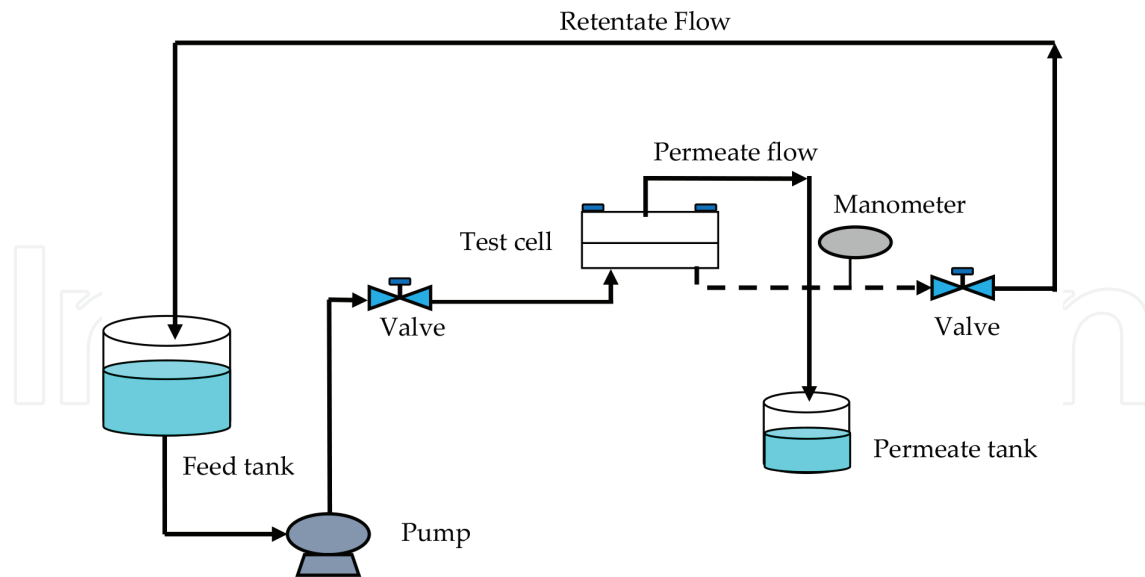 Retentate Flow
Permeate flow
Manometer
Test cell
Valve
Valve
Permeate tank
Feed tank
Pump